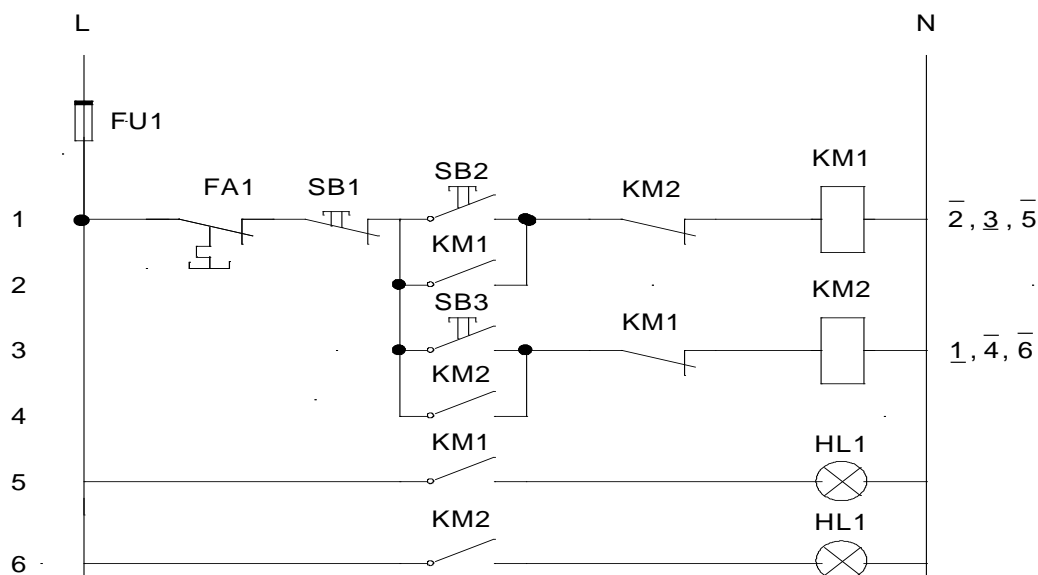 L N
FU1
KM1
SB2
FA1 SB1 KM2
1 2̅, 3̲, 5̅
KM1 KM2
2
SB3 KM1
3 1̲, 4̅, 6̅
KM2
4
KM1 HL1
5
KM2 HL1
6